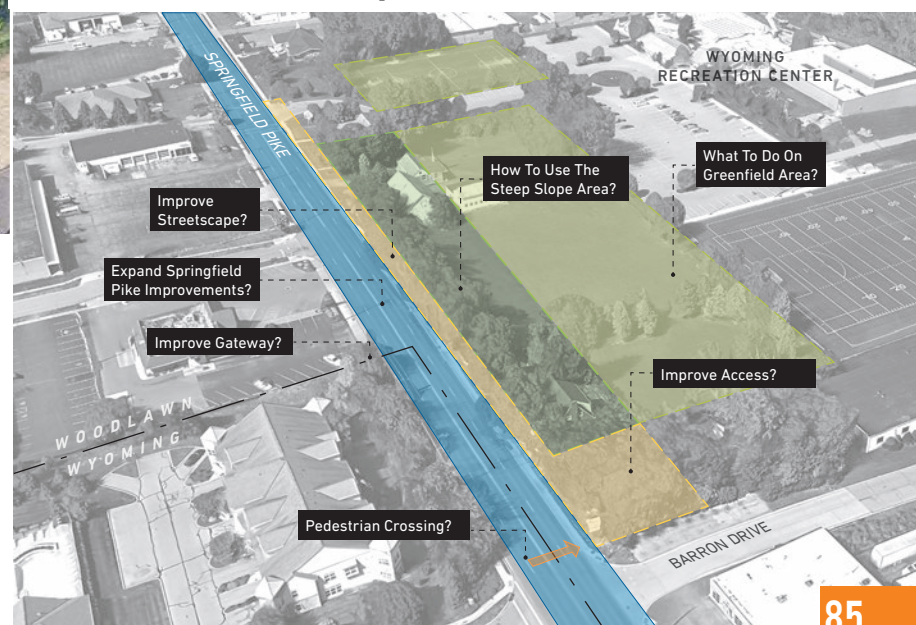 SPRINGFIELD PIKE
WYOMING
RECREATION CENTER
What To Do On
Greenfield Area?
How To Use The
Steep Slope Area?
Improve
Streetscape?
Expand Springfield
Pike Improvements?
Improve Gateway?
Improve Access?
WOODLAWN
WYOMING
Pedestrian Crossing?
BARRON DRIVE
85